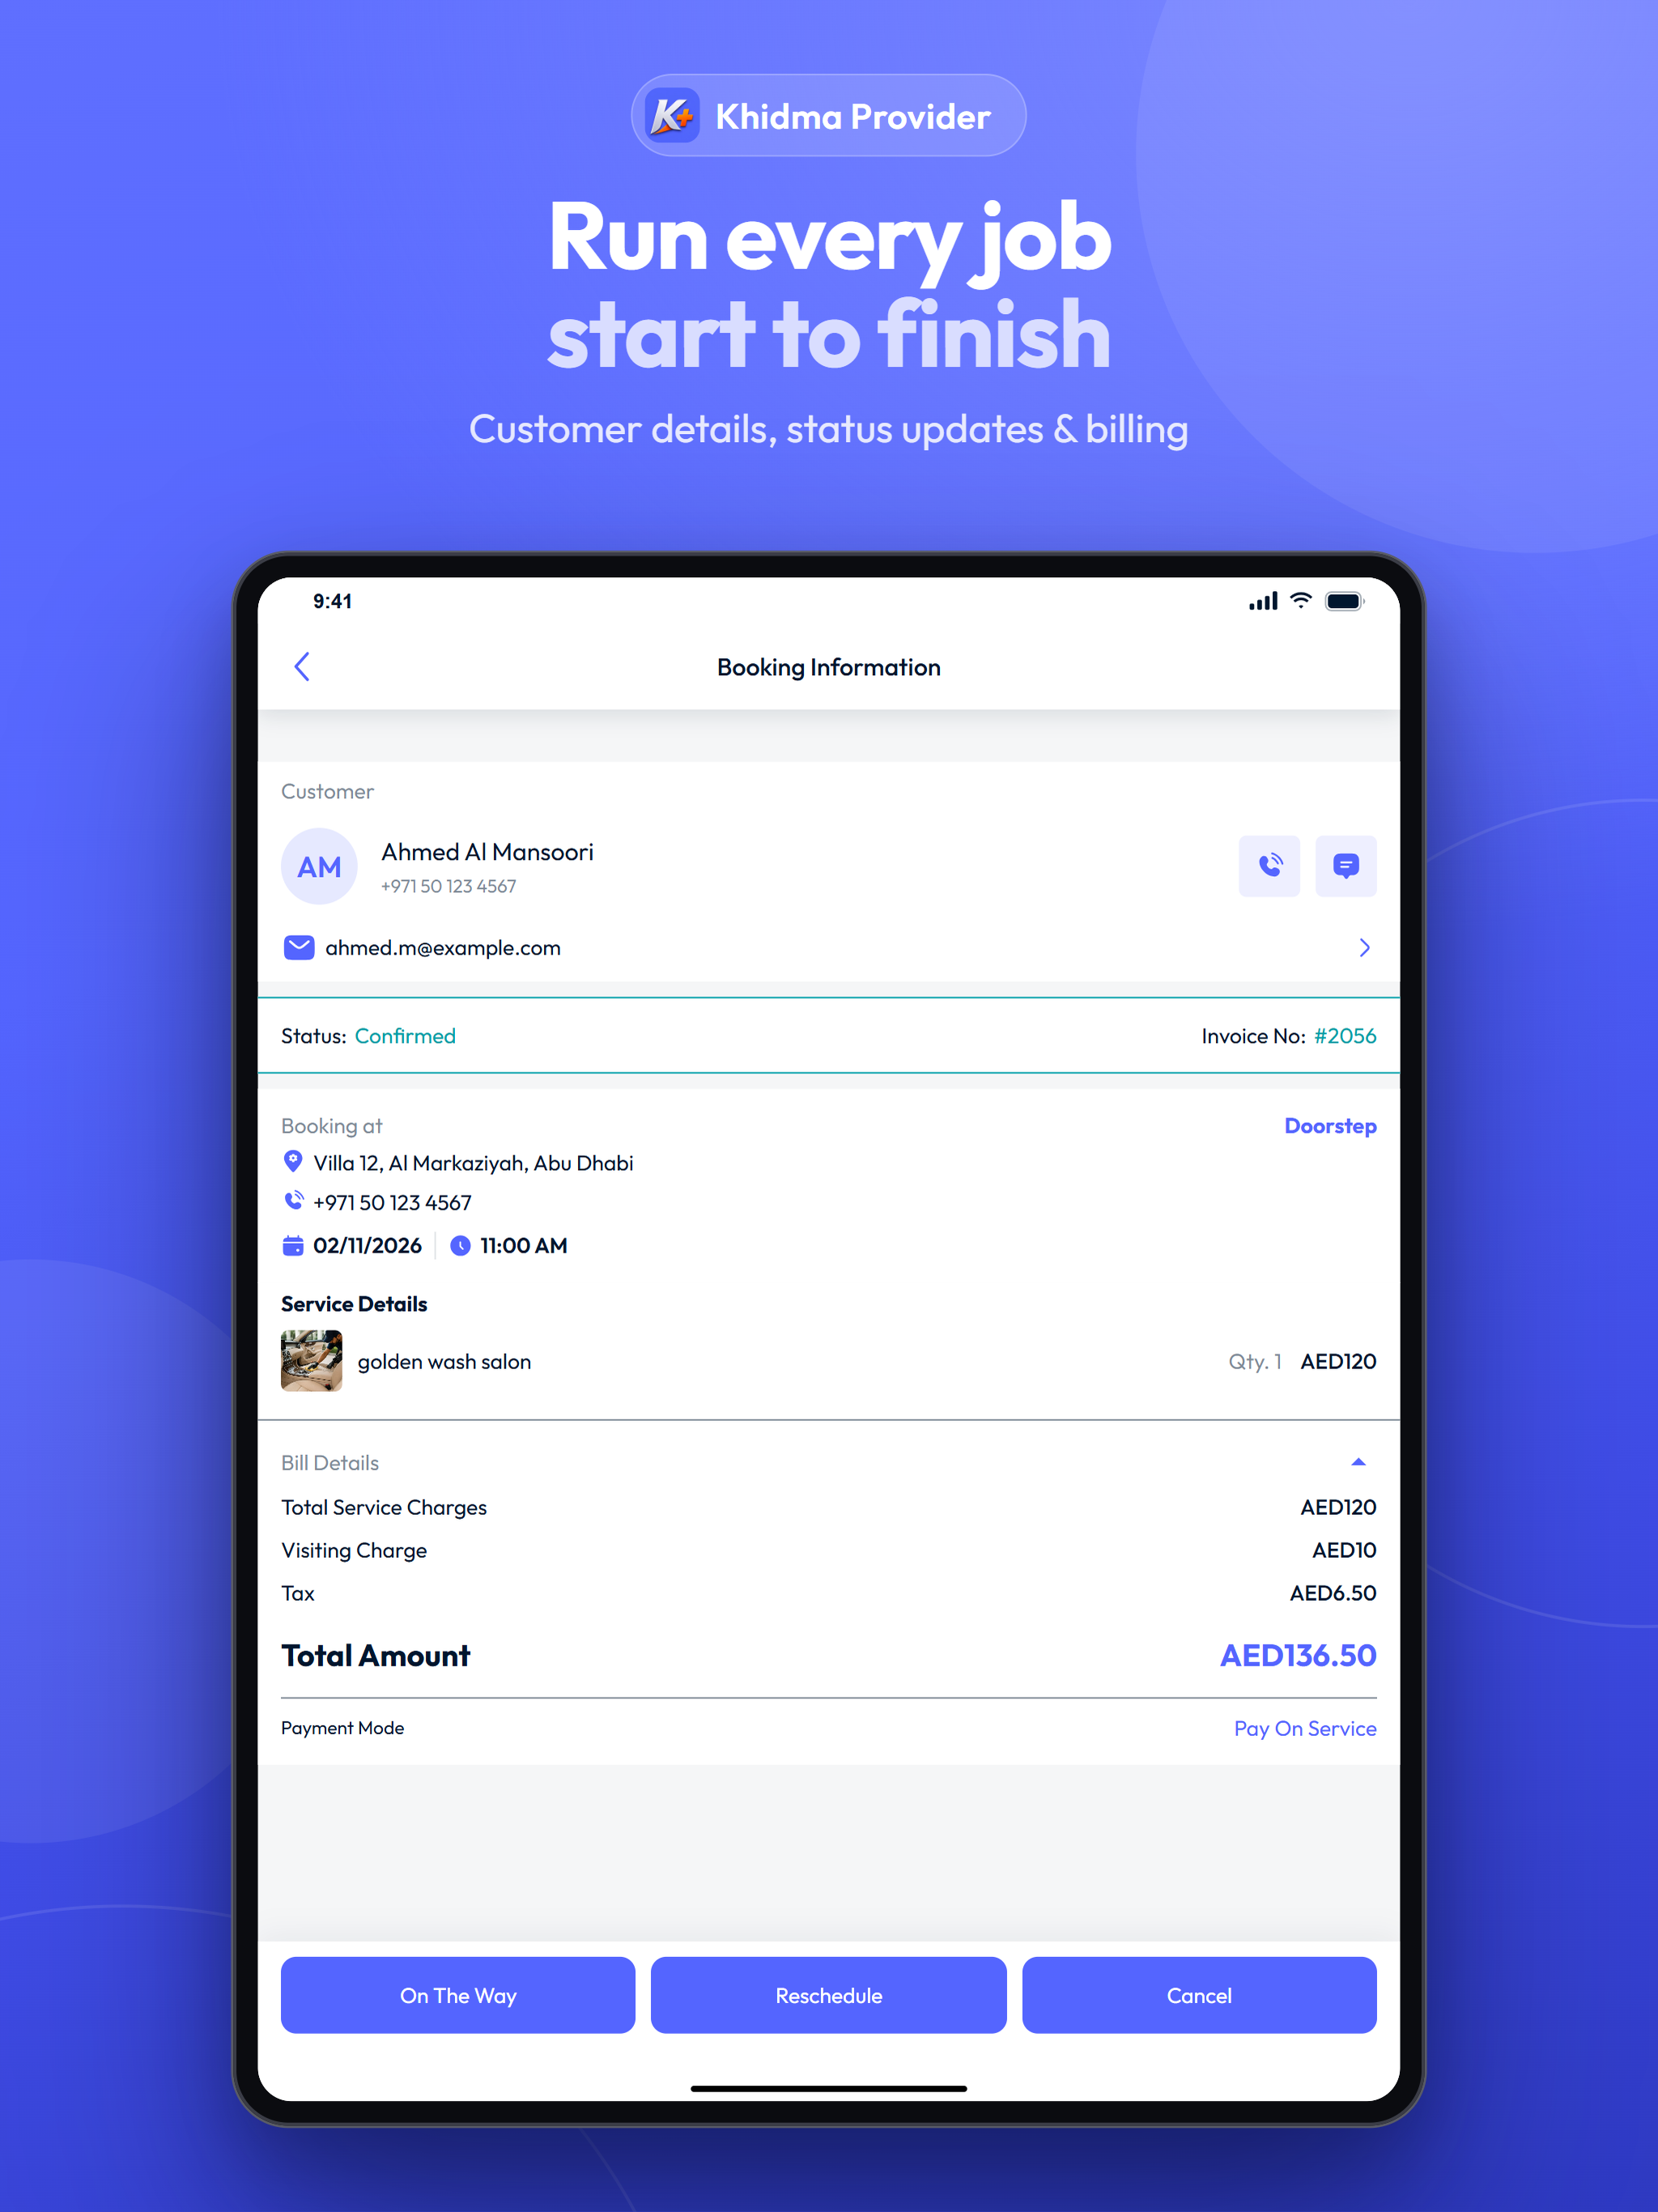 K+ Khidma Provider
Run every job
start to finish
Customer details, status updates & billing
9:41
Booking Information
Customer
AM
Ahmed Al Mansoori
+971 50 123 4567
ahmed.m@example.com
Status: Confirmed Invoice No: #2056
Booking at Doorstep
Villa 12, Al Markaziyah, Abu Dhabi
+971 50 123 4567
02/11/2026 11:00 AM
Service Details
golden wash salon Qty. 1 AED120
Bill Details
Total Service Charges AED120
Visiting Charge AED10
Tax AED6.50
Total Amount AED136.50
Payment Mode Pay On Service
On The Way Reschedule Cancel